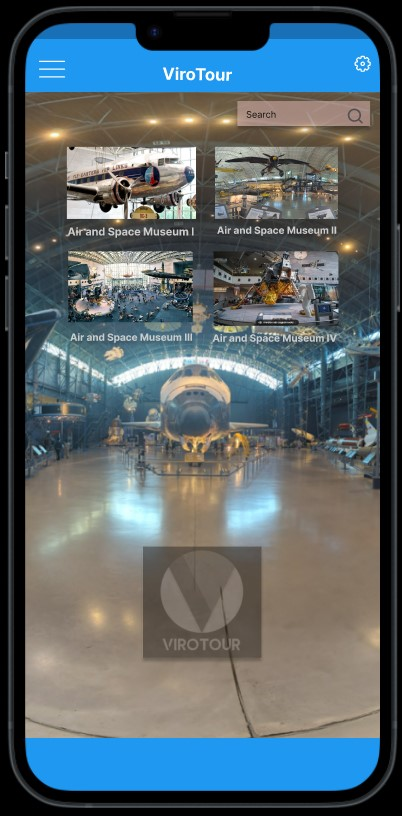 ViroTour
Search
Air and Space Museum I
Air and Space Museum II
Air and Space Museum III
Air and Space Museum IV
VIROTOUR